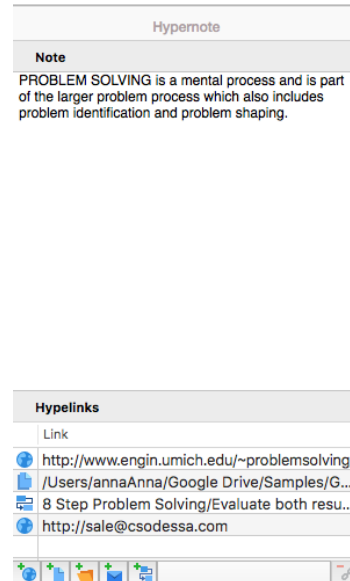 Hypernote
Note
PROBLEM SOLVING is a mental process and is part
of the larger problem process which also includes
problem identification and problem shaping.
Hypelinks
Link
http://www.engin.umich.edu/~problemsolving
/Users/annaAnna/Google Drive/Samples/G...
8 Step Problem Solving/Evaluate both resu...
http://sale@csodessa.com